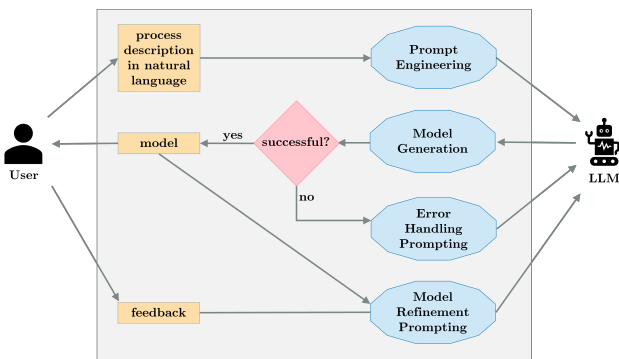 process
description
in natural
language
Prompt
Engineering
User
model
yes
successful?
no
Model
Generation
LLM
Error
Handling
Prompting
feedback
Model
Refinement
Prompting